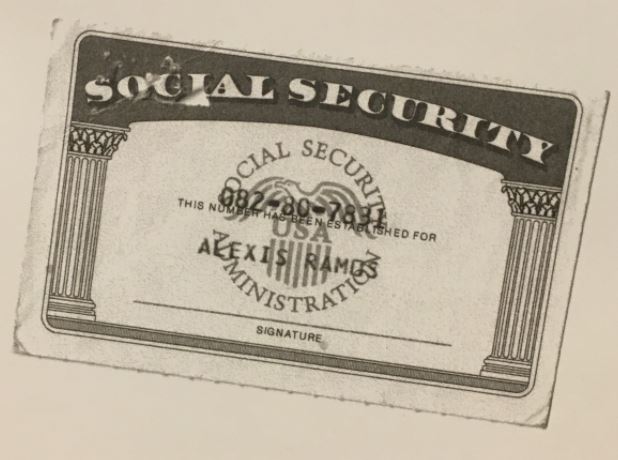 SOCIAL SECURITY
SOCIAL SECURITY
082-80-7831
THIS NUMBER HAS BEEN ESTABLISHED FOR
USA
ALEXIS RAMOS
ADMINISTRATION
SIGNATURE